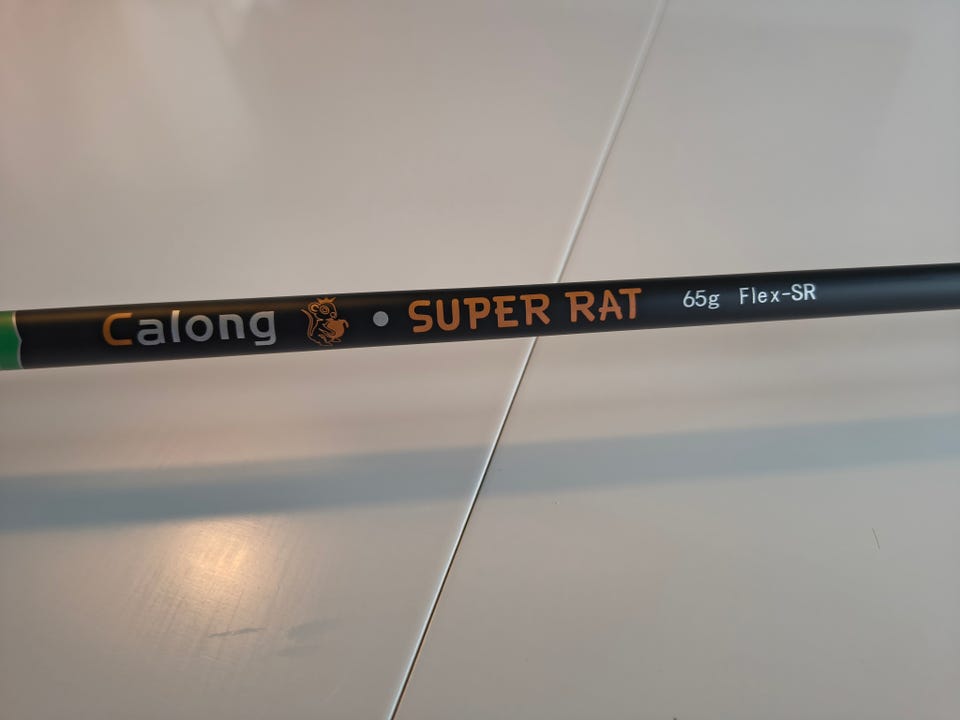 Calong SUPER RAT 65g Flex-SR